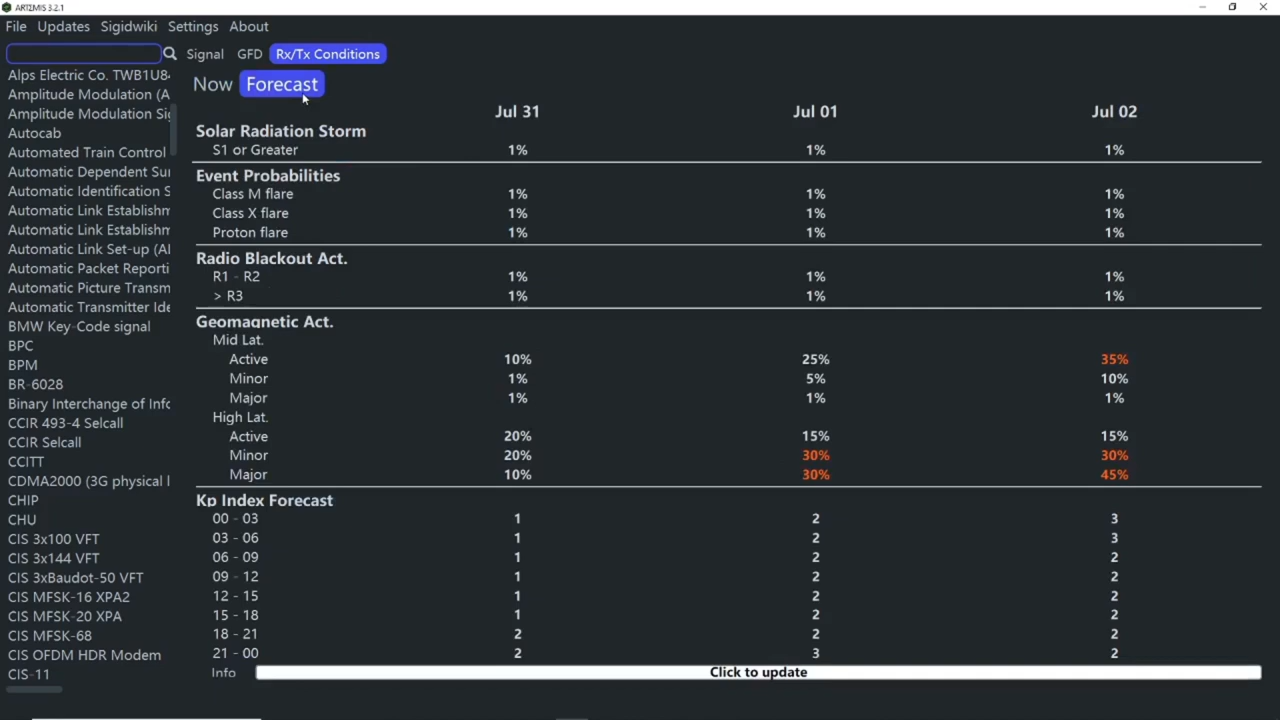 ARTEMIS 3.2.1
File Updates Sigidwiki Settings About
Signal GFD Rx/Tx Conditions
Now Forecast
Alps Electric Co. TWB1U84
Amplitude Modulation (A
Amplitude Modulation Sig
Autocab
Automated Train Control
Automatic Dependent Sur
Automatic Identification S
Automatic Link Establishm
Automatic Link Establishm
Automatic Link Set-up (Al
Automatic Packet Reporti
Automatic Picture Transm
Automatic Transmitter Ide
BMW Key-Code signal
BPC
BPM
BR-6028
Binary Interchange of Info
CCIR 493-4 Selcall
CCIR Selcall
CCITT
CDMA2000 (3G physical l
CHIP
CHU
CIS 3x100 VFT
CIS 3x144 VFT
CIS 3xBaudot-50 VFT
CIS MFSK-16 XPA2
CIS MFSK-20 XPA
CIS MFSK-68
CIS OFDM HDR Modem
CIS-11
Jul 31 Jul 01 Jul 02
Solar Radiation Storm
S1 or Greater 1% 1% 1%
Event Probabilities
Class M flare 1% 1% 1%
Class X flare 1% 1% 1%
Proton flare 1% 1% 1%
Radio Blackout Act.
R1 - R2 1% 1% 1%
> R3 1% 1% 1%
Geomagnetic Act.
Mid Lat.
Active 10% 25% 35%
Minor 1% 5% 10%
Major 1% 1% 1%
High Lat.
Active 20% 15% 15%
Minor 20% 30% 30%
Major 10% 30% 45%
Kp Index Forecast
00 - 03 1 2 3
03 - 06 1 2 3
06 - 09 1 2 2
09 - 12 1 2 2
12 - 15 1 2 2
15 - 18 1 2 2
18 - 21 2 2 2
21 - 00 2 3 2
Info Click to update